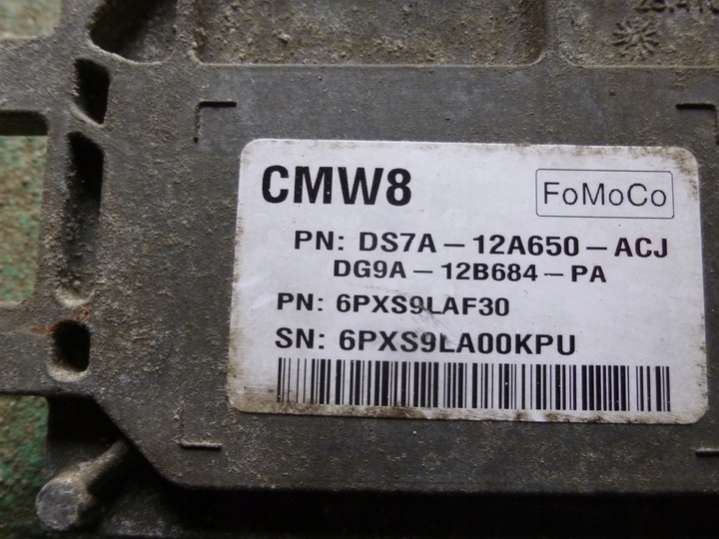 CMW8
FoMoCo
PN: DS7A-12A650-ACJ
DG9A-12B684-PA
PN: 6PXS9LAF30
SN: 6PXS9LA00KPU